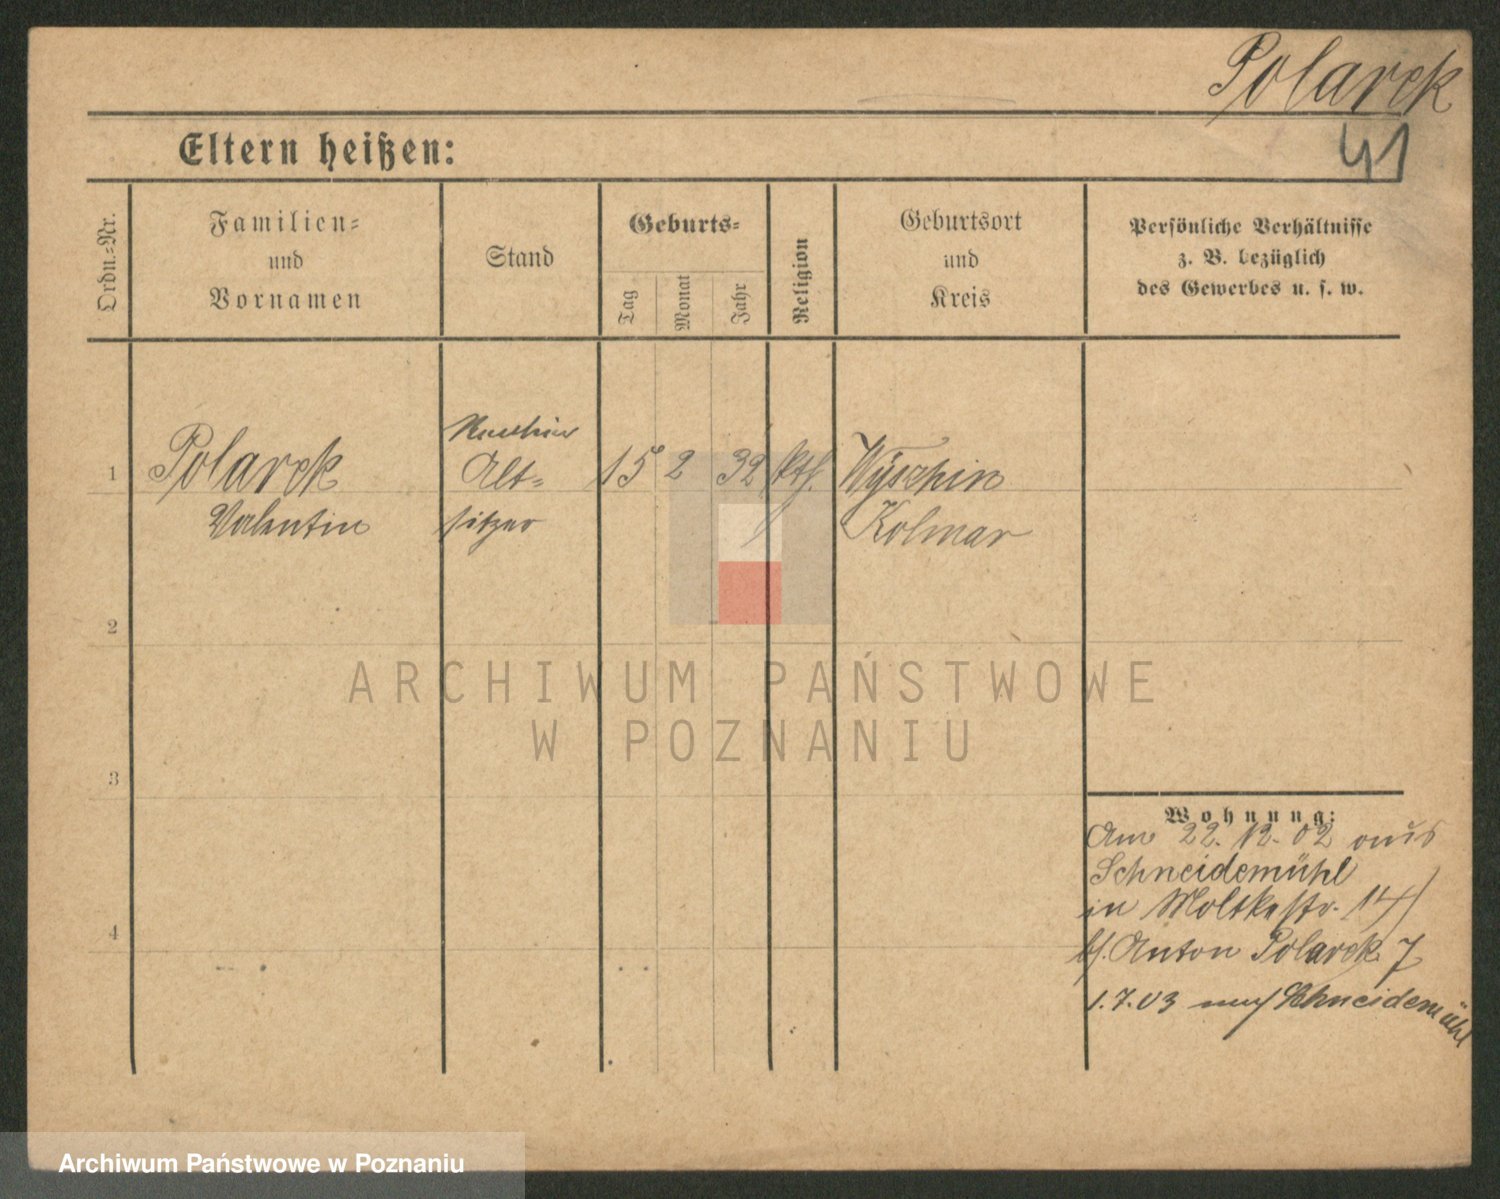 Polarek
41
Eltern heißen:
Ordn.-Nr.
Familien-
und
Vornamen
Stand
Geburts-
Tag
Monat
Jahr
Religion
Geburtsort
und
Kreis
Persönliche Verhältnisse
z. B. bezüglich
des Gewerbes u. s. w.
1
Polarek
Valentin
Alt-
sitzer
15
2
32
kth.
Wyszhin
Kolmar
2
3
4
Wohnung:
Am 22. 12. 02 aus
Schneidemühl
in Moltkestr. 14
b/. Anton Polarek
1.7.03 nach Schneidemühl
ARCHIWUM PAŃSTWOWE
W POZNANIU
Archiwum Państwowe w Poznaniu